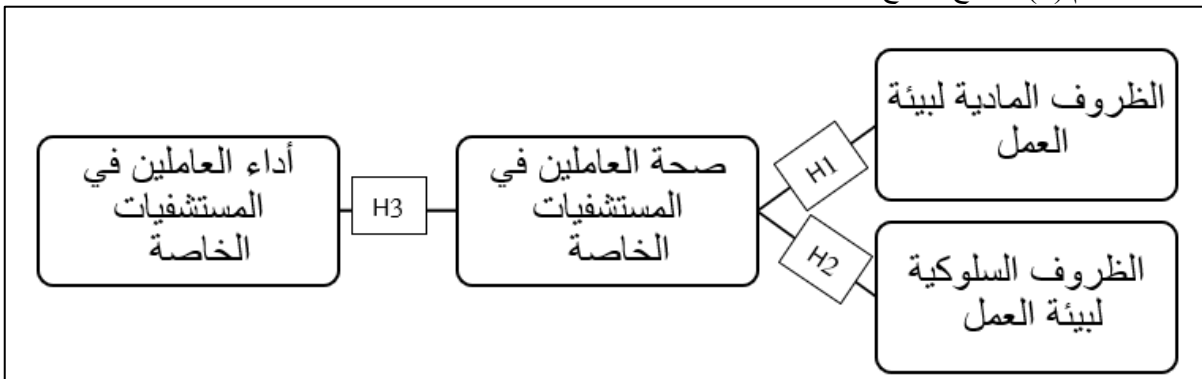 الظروف المادية لبيئة
العمل
H1
الظروف السلوكية
لبيئة العمل
H2
صحة العاملين في
المستشفيات
الخاصة
H3
أداء العاملين في
المستشفيات
الخاصة